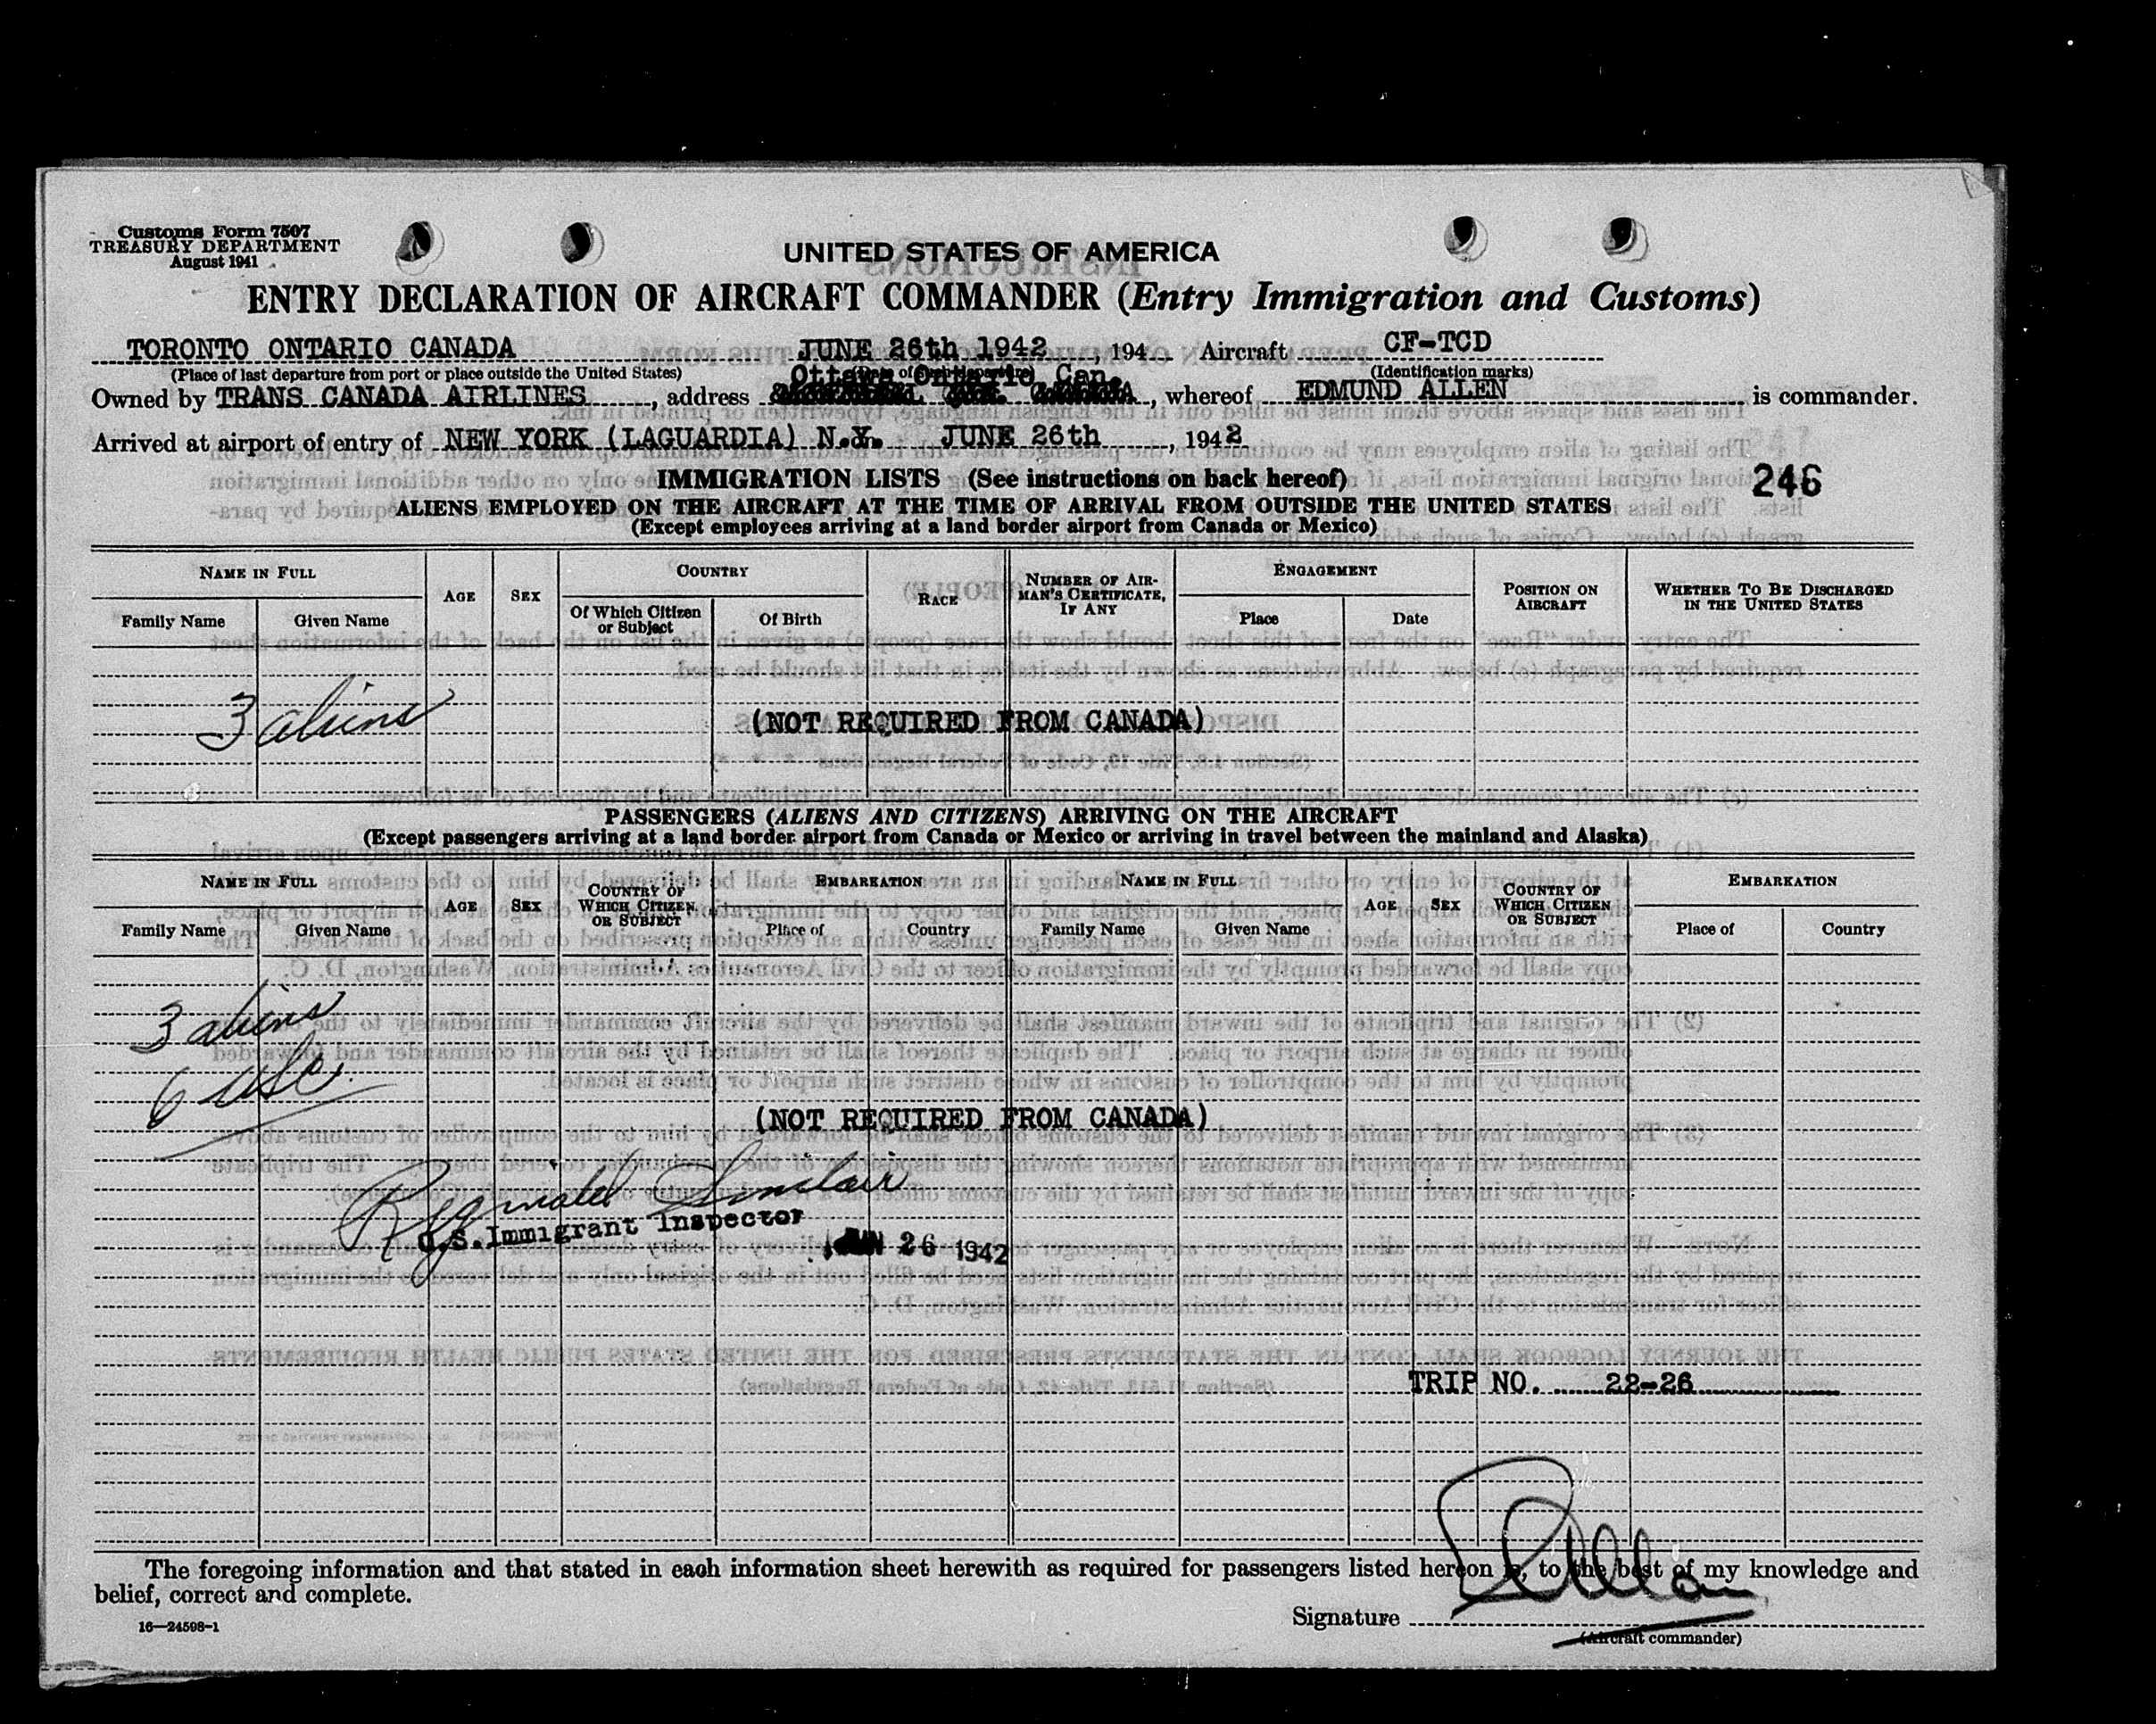 Customs Form 7507
TREASURY DEPARTMENT
August 1941
UNITED STATES OF AMERICA
ENTRY DECLARATION OF AIRCRAFT COMMANDER (Entry Immigration and Customs)
TORONTO ONTARIO CANADA JUNE 26th 1942, 194 Aircraft CF-TCD
(Place of last departure from port or place outside the United States) (Identification marks)
Ottawa Ontario Can.
Owned by TRANS CANADA AIRLINES, address , whereof EDMUND ALLEN is commander.
Arrived at airport of entry of NEW YORK (LAGUARDIA) N.Y. JUNE 26th, 1942
IMMIGRATION LISTS (See instructions on back hereof)
246
ALIENS EMPLOYED ON THE AIRCRAFT AT THE TIME OF ARRIVAL FROM OUTSIDE THE UNITED STATES
(Except employees arriving at a land border airport from Canada or Mexico)
NAME IN FULL AGE SEX COUNTRY RACE NUMBER OF AIRMAN'S CERTIFICATE, IF ANY ENGAGEMENT POSITION ON AIRCRAFT WHETHER TO BE DISCHARGED IN THE UNITED STATES
Family Name Given Name Of Which Citizen or Subject Of Birth Place Date
3 aliens
(NOT REQUIRED FROM CANADA)
PASSENGERS (ALIENS AND CITIZENS) ARRIVING ON THE AIRCRAFT
(Except passengers arriving at a land border airport from Canada or Mexico or arriving in travel between the mainland and Alaska)
NAME IN FULL AGE SEX COUNTRY OF WHICH CITIZEN OR SUBJECT EMBARKATION NAME IN FULL AGE SEX COUNTRY OF WHICH CITIZEN OR SUBJECT EMBARKATION
Family Name Given Name Place of Country Family Name Given Name Place of Country
3 aliens
6 USC.
(NOT REQUIRED FROM CANADA)
Reginald Sinclair
U.S. Immigrant Inspector
JUN 26 1942
TRIP NO. 22-26
The foregoing information and that stated in each information sheet herewith as required for passengers listed hereon is, to the best of my knowledge and
belief, correct and complete.
16—24598-1
Signature E Allan
(Aircraft commander)